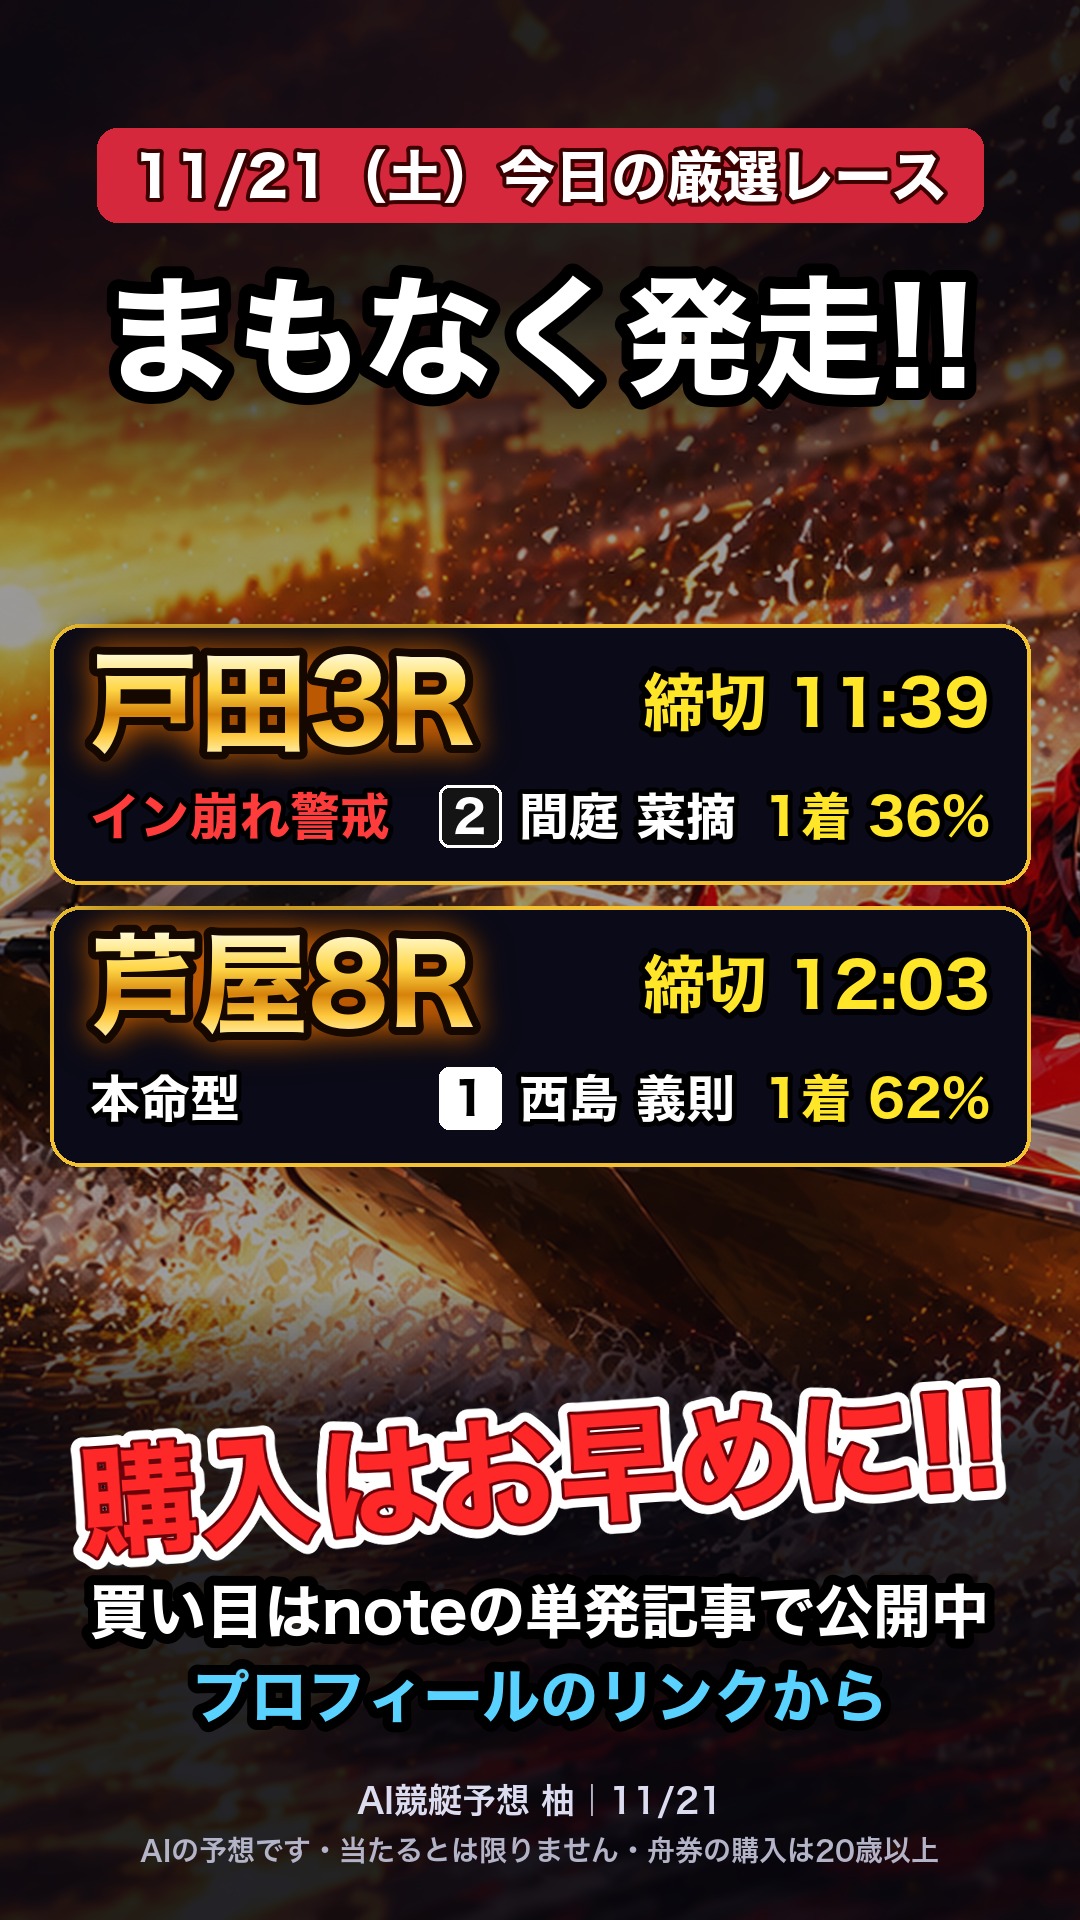 11/21（土）今日の厳選レース
まもなく発走!!
戸田3R 締切 11:39
イン崩れ警戒 2 間庭 菜摘 1着 36%
芦屋8R 締切 12:03
本命型 1 西島 義則 1着 62%
購入はお早めに!!
買い目はnoteの単発記事で公開中
プロフィールのリンクから
AI競艇予想 柚｜11/21
AIの予想です・当たるとは限りません・舟券の購入は20歳以上